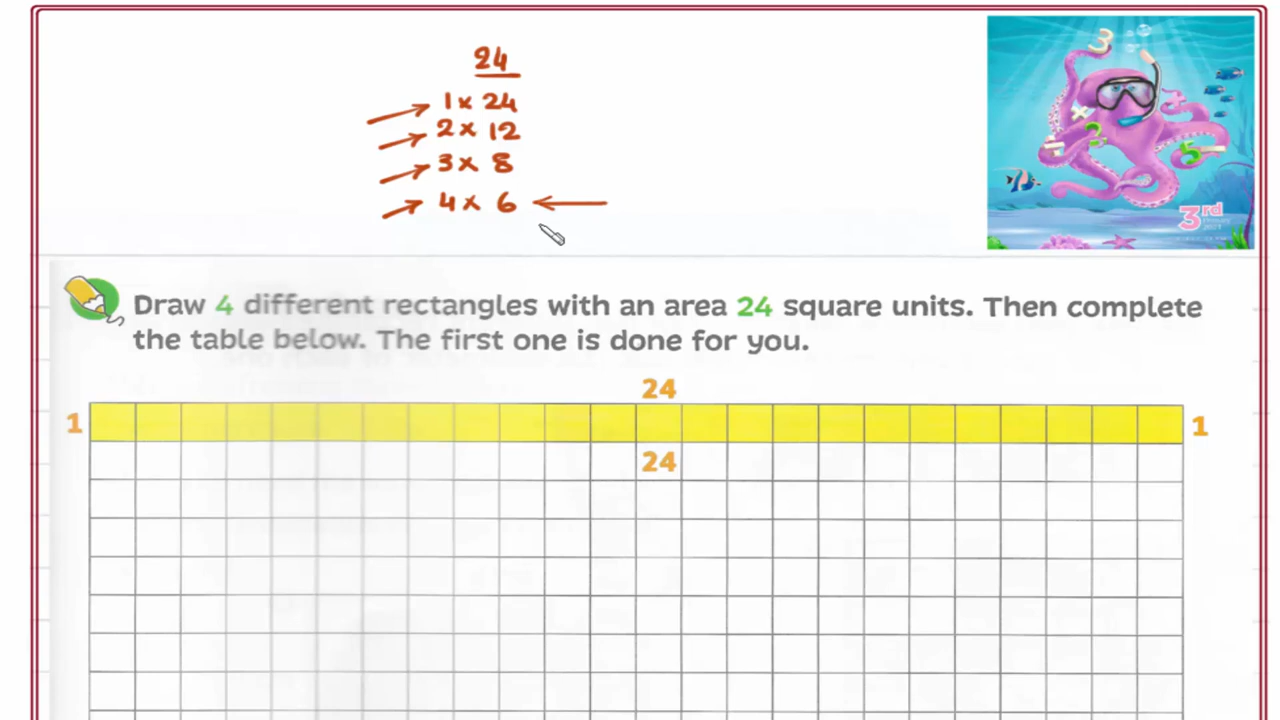 24
1 x 24
2 x 12
3 x 8
4 x 6
3rd
Draw 4 different rectangles with an area 24 square units. Then complete
the table below. The first one is done for you.
24
1
1
24